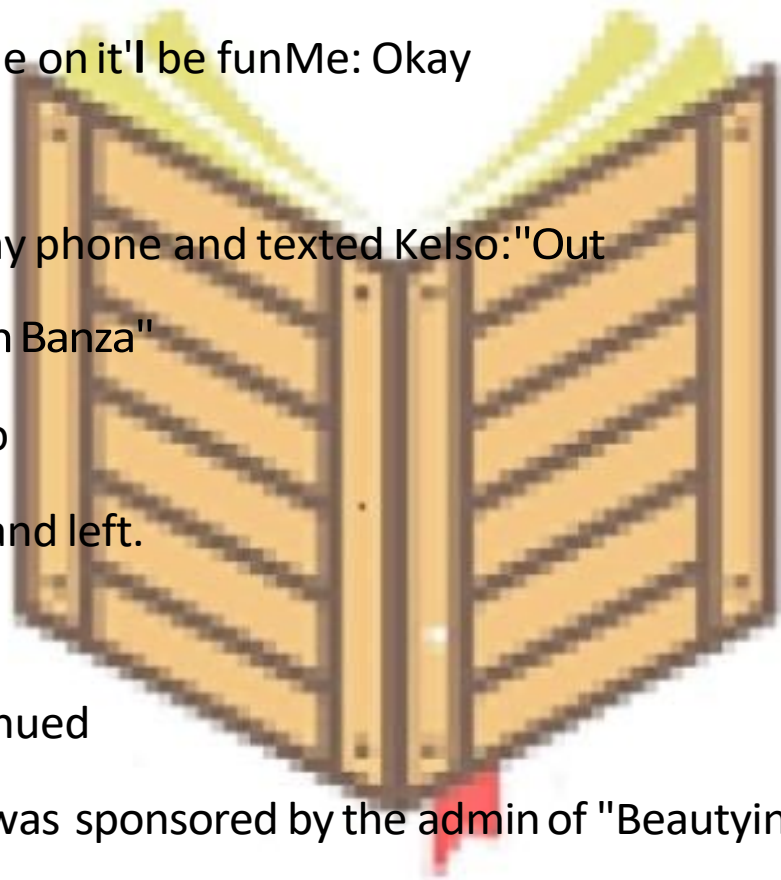 e on it'l be funMe: Okay
y phone and texted Kelso:"Out
n Banza"
o
and left.
nued
was sponsored by the admin of "Beautyin